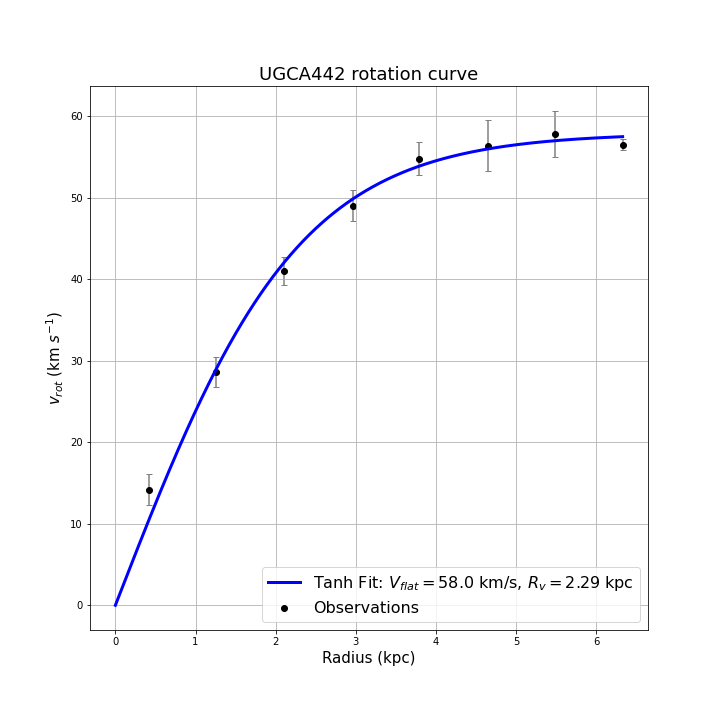 UGCA442 rotation curve
60
50
40
30
20
10
0
v_rot (km s⁻¹)
0 1 2 3 4 5 6
Radius (kpc)
Tanh Fit: V_flat = 58.0 km/s, R_v = 2.29 kpc
Observations